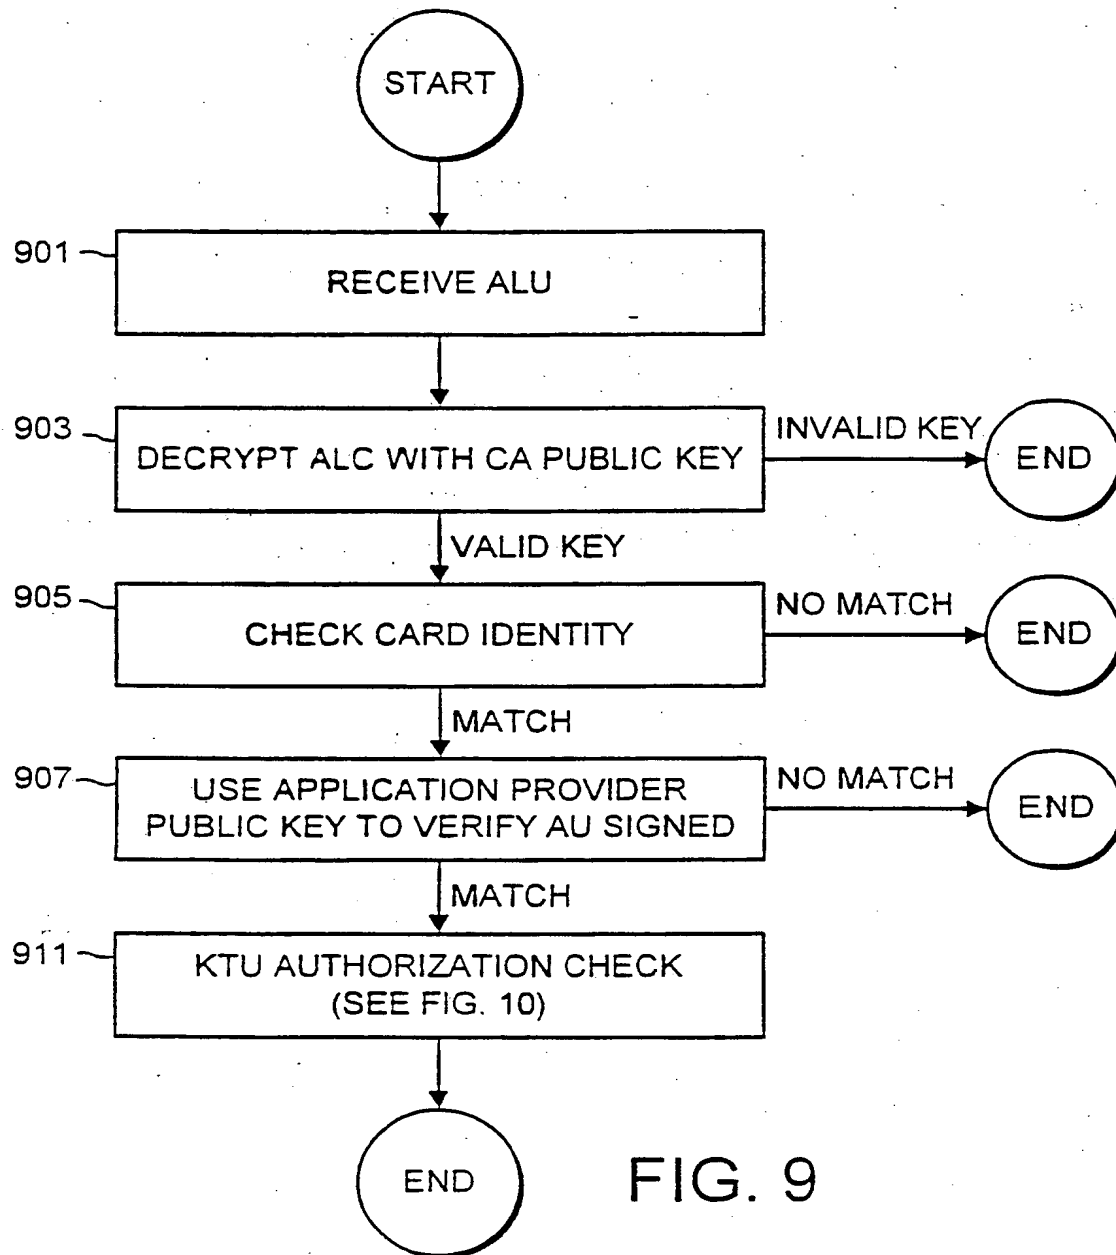 START
901
RECEIVE ALU
903
DECRYPT ALC WITH CA PUBLIC KEY
INVALID KEY
END
VALID KEY
905
CHECK CARD IDENTITY
NO MATCH
END
MATCH
907
USE APPLICATION PROVIDER
PUBLIC KEY TO VERIFY AU SIGNED
NO MATCH
END
MATCH
911
KTU AUTHORIZATION CHECK
(SEE FIG. 10)
END
FIG. 9